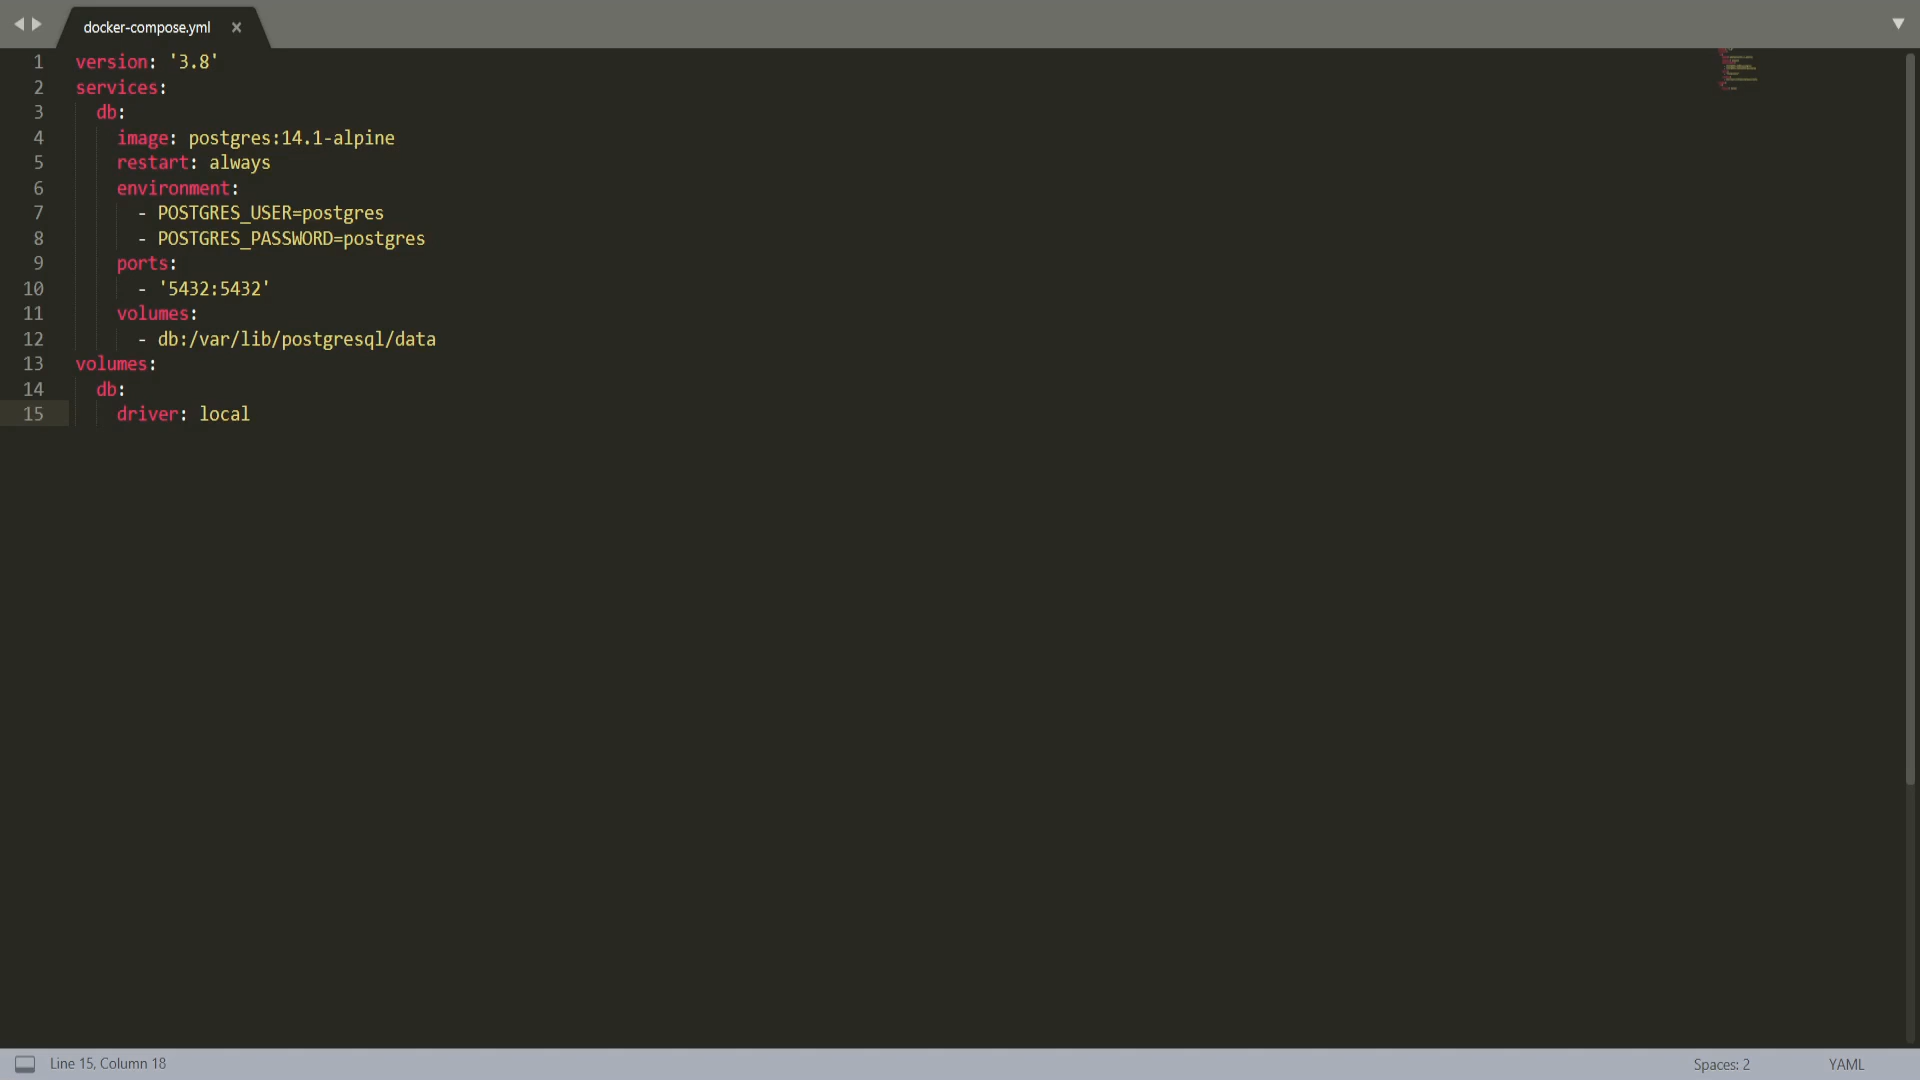 docker-compose.yml ×
1 version: '3.8'
2 services:
3   db:
4     image: postgres:14.1-alpine
5     restart: always
6     environment:
7       - POSTGRES_USER=postgres
8       - POSTGRES_PASSWORD=postgres
9     ports:
10       - '5432:5432'
11     volumes:
12       - db:/var/lib/postgresql/data
13 volumes:
14   db:
15     driver: local
Line 15, Column 18
Spaces: 2
YAML